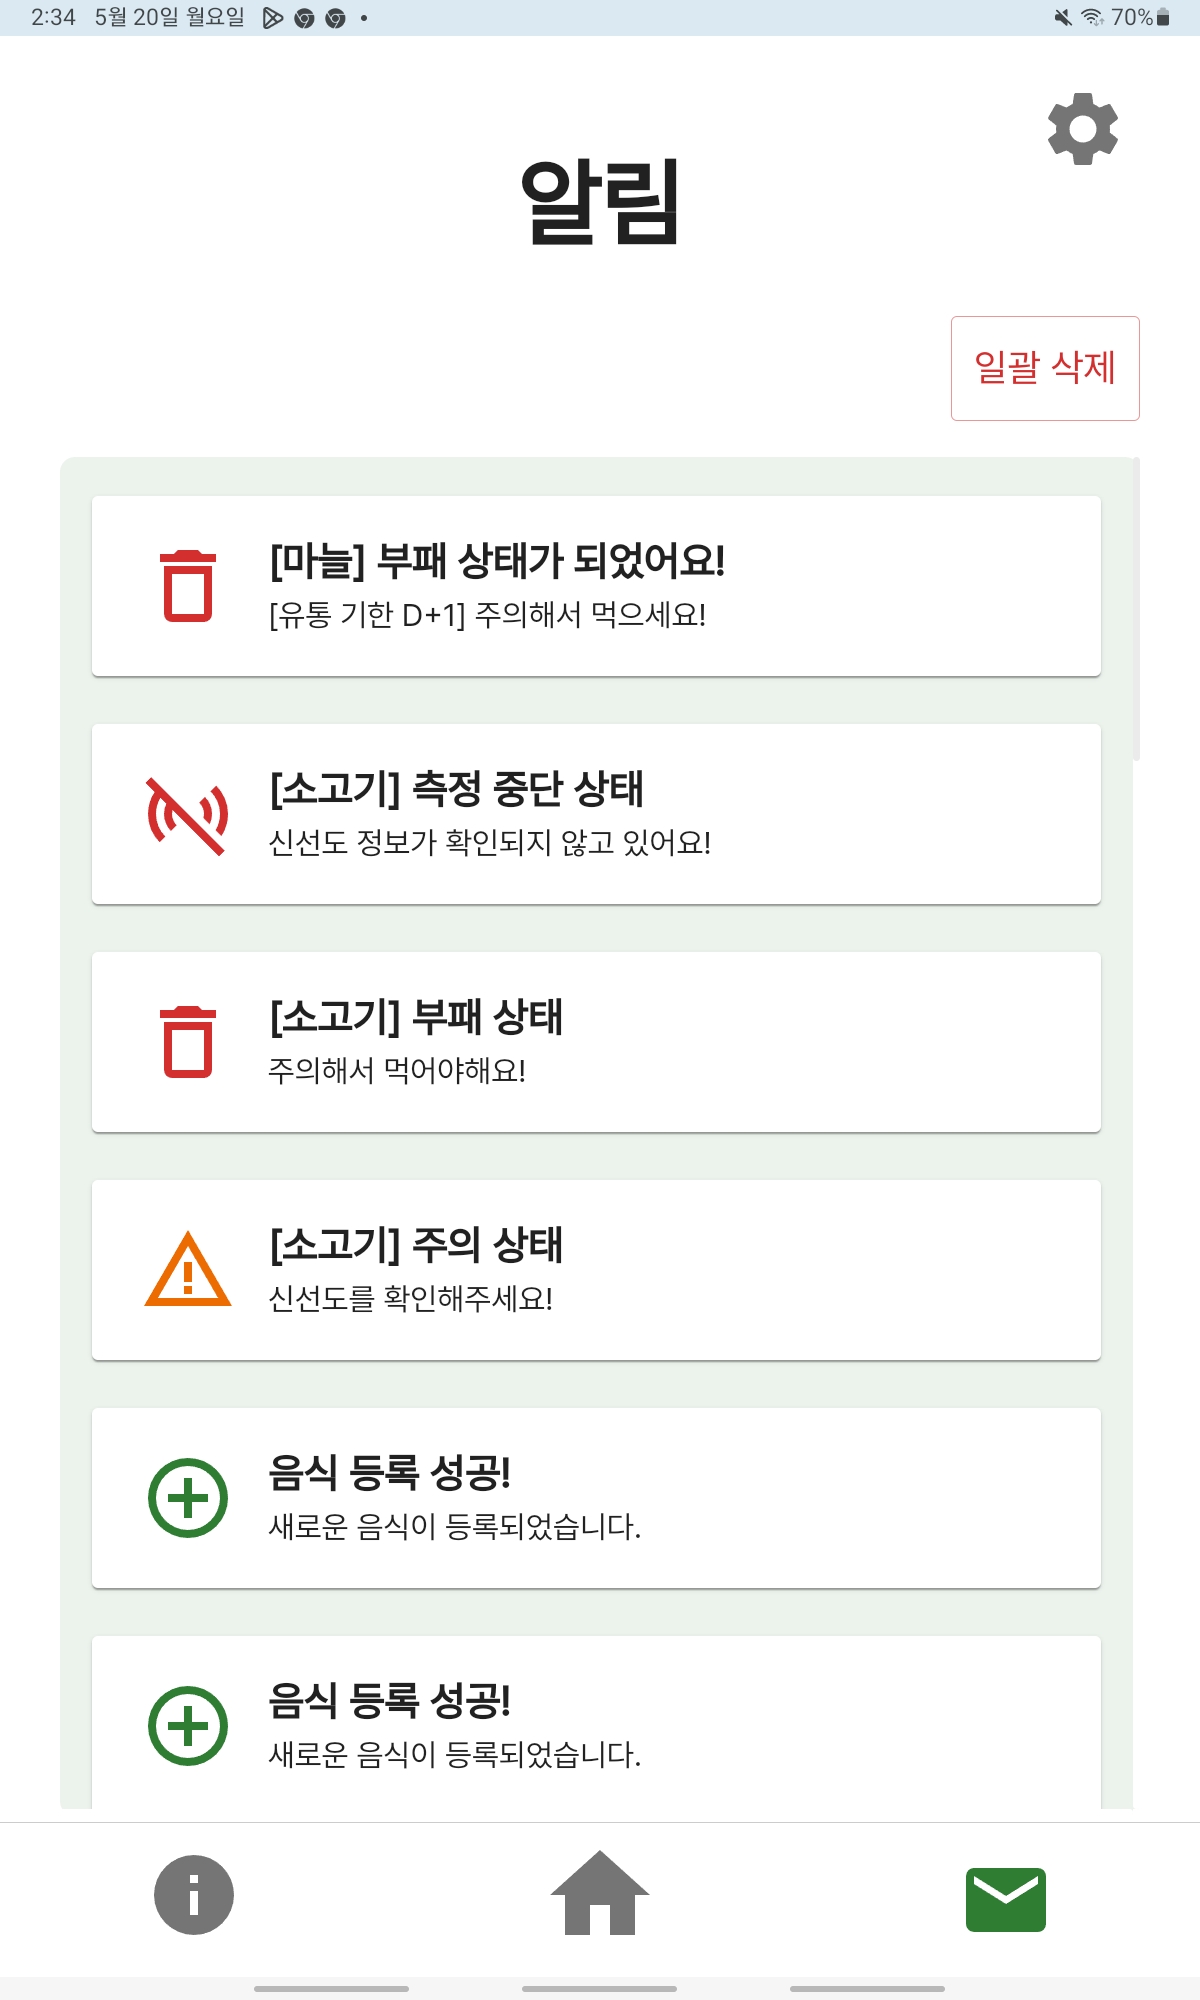 2:34 5월 20일 월요일 70%
알림
일괄 삭제
[마늘] 부패 상태가 되었어요!
[유통 기한 D+1] 주의해서 먹으세요!
[소고기] 측정 중단 상태
신선도 정보가 확인되지 않고 있어요!
[소고기] 부패 상태
주의해서 먹어야해요!
[소고기] 주의 상태
신선도를 확인해주세요!
음식 등록 성공!
새로운 음식이 등록되었습니다.
음식 등록 성공!
새로운 음식이 등록되었습니다.